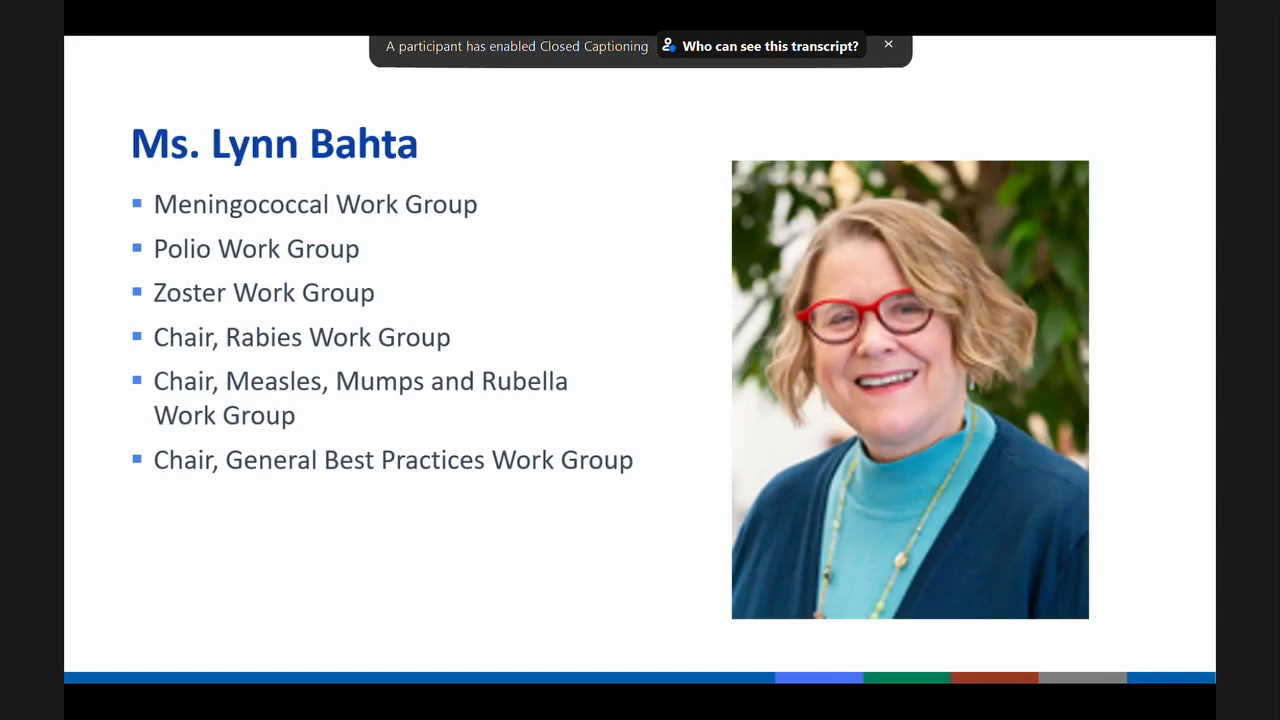 A participant has enabled Closed Captioning Who can see this transcript?
Ms. Lynn Bahta
Meningococcal Work Group
Polio Work Group
Zoster Work Group
Chair, Rabies Work Group
Chair, Measles, Mumps and Rubella
Work Group
Chair, General Best Practices Work Group